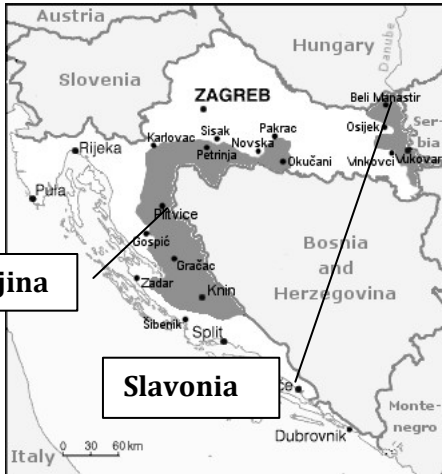 Austria
Hungary
Danube
Slovenia
ZAGREB
Beli Manastir
Osijek
Ser-
bia
Vinkovci
Vukovar
Rijeka
Karlovac
Sisak
Pakrac
Petrinja
Novska
Okučani
Pula
Plitvice
Gospić
Bosnia
and
Herzegovina
jina
Gračac
Zadar
Knin
Šibenik
Split
Slavonia
če
Monte-
negro
Dubrovnik
Italy
0 30 60 km